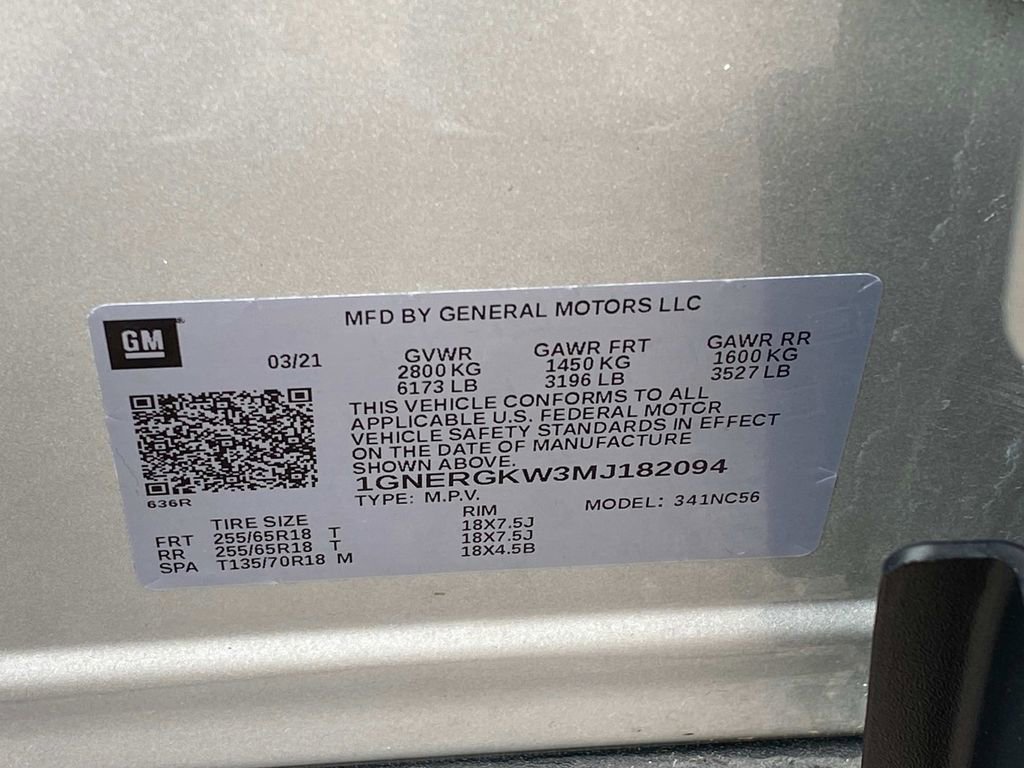 GM
MFD BY GENERAL MOTORS LLC
03/21
GVWR
2800 KG
6173 LB
GAWR FRT
1450 KG
3196 LB
GAWR RR
1600 KG
3527 LB
THIS VEHICLE CONFORMS TO ALL
APPLICABLE U.S. FEDERAL MOTOR
VEHICLE SAFETY STANDARDS IN EFFECT
ON THE DATE OF MANUFACTURE
SHOWN ABOVE.
1GNERGKW3MJ182094
TYPE: M.P.V.
MODEL: 341NC56
636R
TIRE SIZE RIM
FRT 255/65R18 T 18X7.5J
RR 255/65R18 T 18X7.5J
SPA T135/70R18 M 18X4.5B